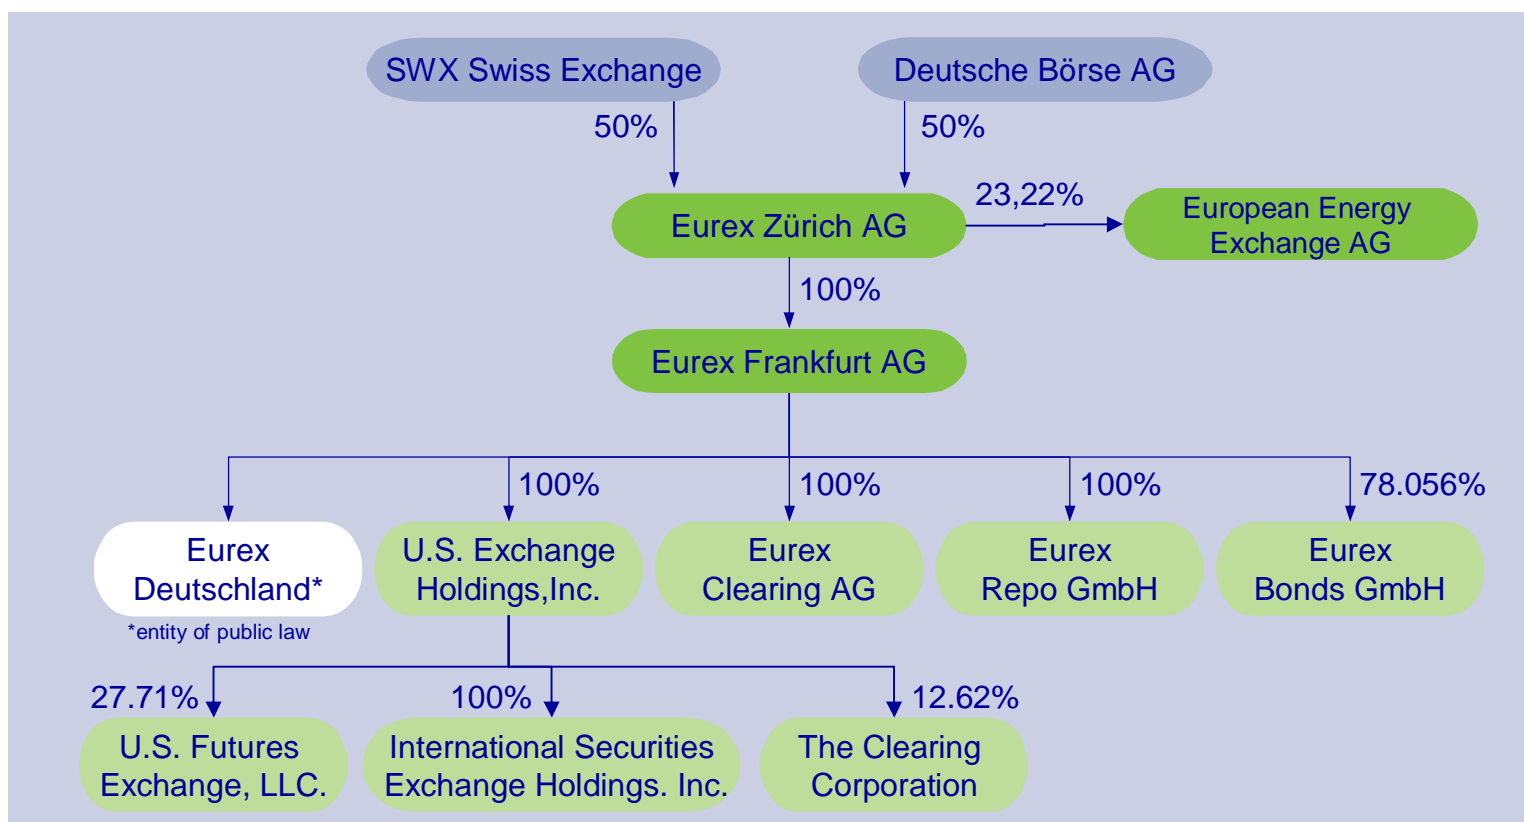 SWX Swiss Exchange
Deutsche Börse AG
50%
50%
23,22%
Eurex Zürich AG
European Energy
Exchange AG
100%
Eurex Frankfurt AG
100%
100%
100%
78.056%
Eurex
Deutschland*
U.S. Exchange
Holdings,Inc.
Eurex
Clearing AG
Eurex
Repo GmbH
Eurex
Bonds GmbH
*entity of public law
27.71%
100%
12.62%
U.S. Futures
Exchange, LLC.
International Securities
Exchange Holdings. Inc.
The Clearing
Corporation